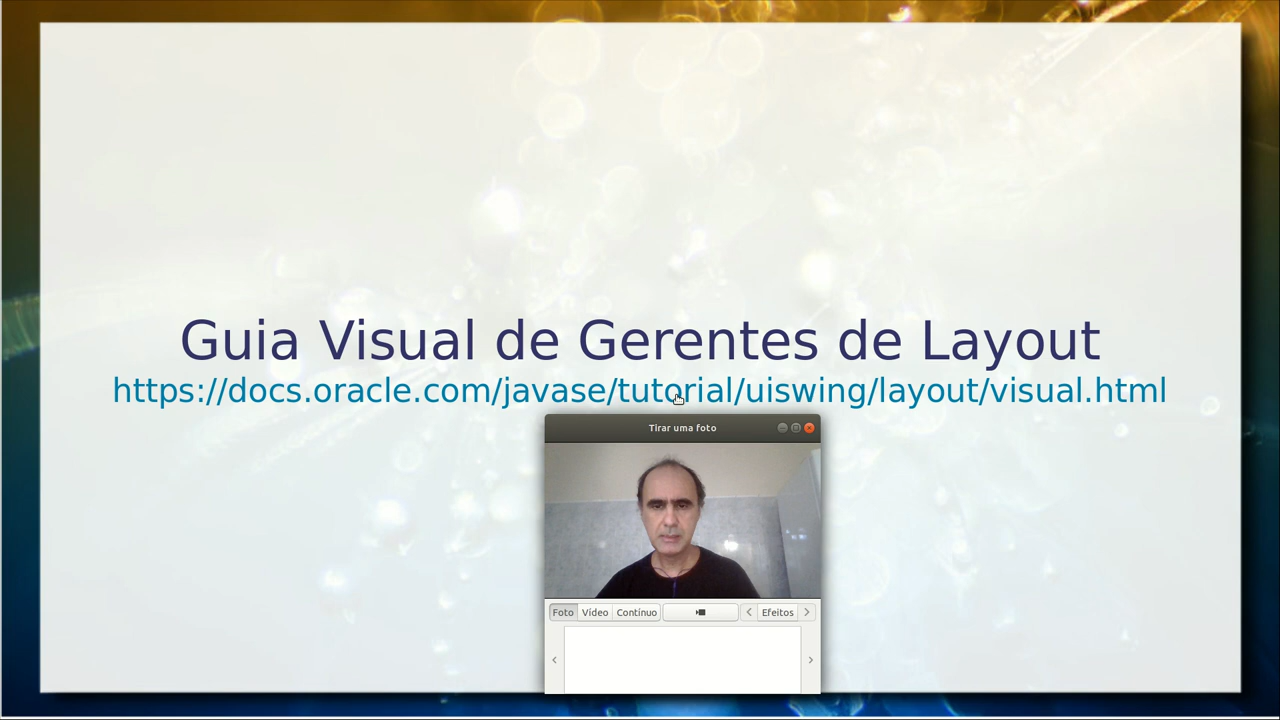 Guia Visual de Gerentes de Layout
https://docs.oracle.com/javase/tutorial/uiswing/layout/visual.html
Tirar uma foto
Foto Vídeo Contínuo Efeitos